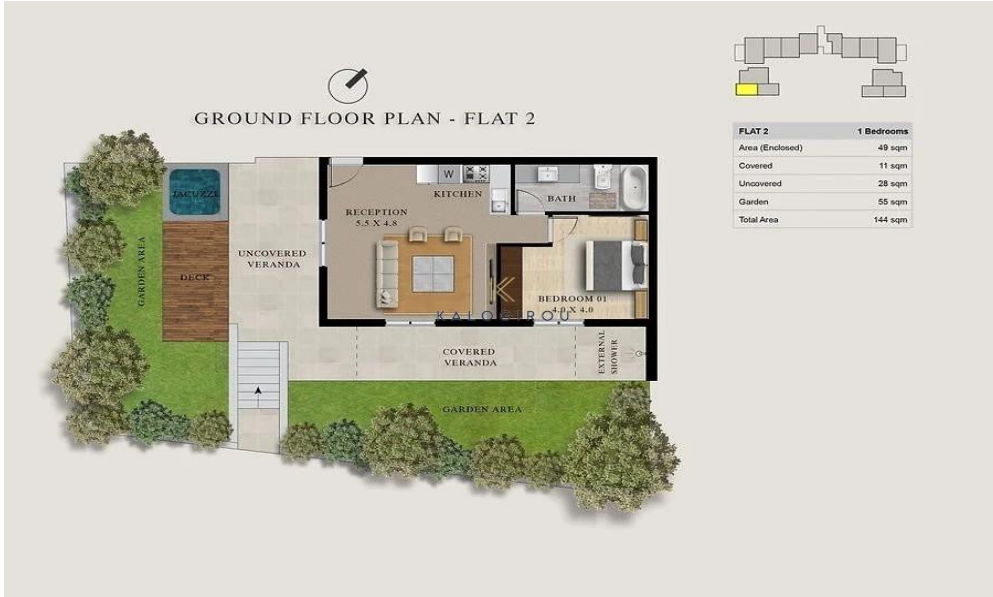 GROUND FLOOR PLAN - FLAT 2
FLAT 2 1 Bedrooms
Area (Enclosed) 49 sqm
Covered 11 sqm
Uncovered 28 sqm
Garden 55 sqm
Total Area 144 sqm
JACUZZI
W
KITCHEN
BATH
RECEPTION
5.5 X 4.8
UNCOVERED
VERANDA
GARDEN AREA
DECK
BEDROOM 01
4.0 X 4.0
KALOGIROU
COVERED
VERANDA
EXTERNAL
SHOWER
GARDEN AREA